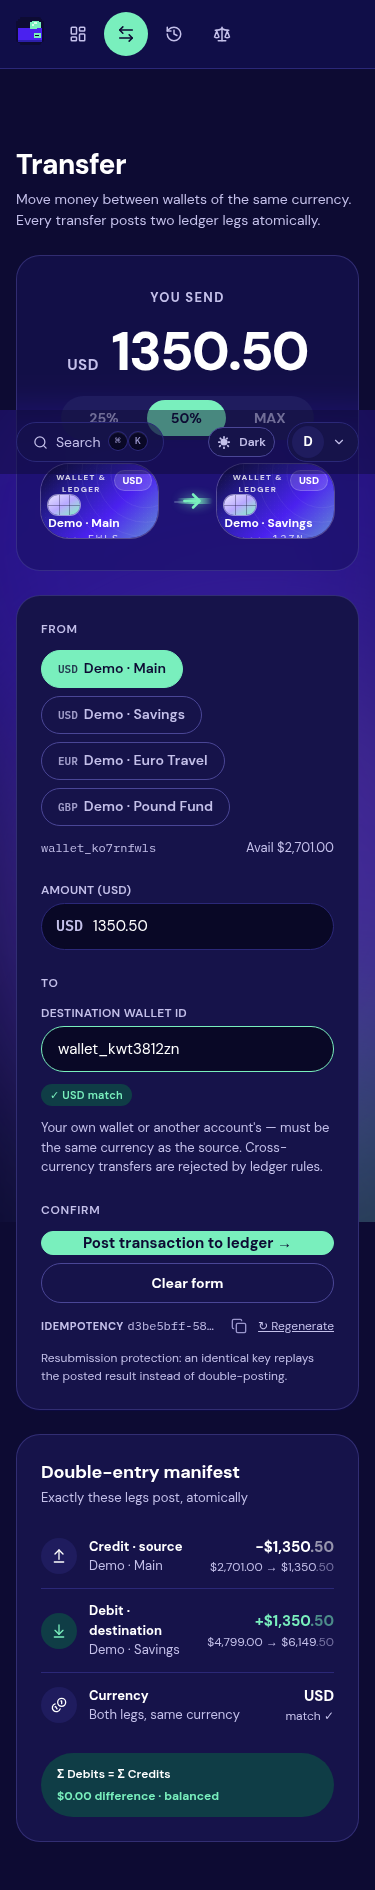 Transfer
Move money between wallets of the same currency.
Every transfer posts two ledger legs atomically.
YOU SEND
USD 1350.50
25% 50% MAX
Search ⌘ K Dark D
WALLET & LEDGER USD
Demo · Main
WALLET & LEDGER USD
Demo · Savings
FROM
USD Demo · Main
USD Demo · Savings
EUR Demo · Euro Travel
GBP Demo · Pound Fund
wallet_ko7rnfwls Avail $2,701.00
AMOUNT (USD)
USD 1350.50
TO
DESTINATION WALLET ID
wallet_kwt3812zn
✓ USD match
Your own wallet or another account's — must be
the same currency as the source. Cross-
currency transfers are rejected by ledger rules.
CONFIRM
Post transaction to ledger →
Clear form
IDEMPOTENCY d3be5bff-58… ↻ Regenerate
Resubmission protection: an identical key replays
the posted result instead of double-posting.
Double-entry manifest
Exactly these legs post, atomically
Credit · source −$1,350.50
Demo · Main $2,701.00 → $1,350.50
Debit ·
destination +$1,350.50
Demo · Savings $4,799.00 → $6,149.50
Currency USD
Both legs, same currency match ✓
Σ Debits = Σ Credits
$0.00 difference · balanced